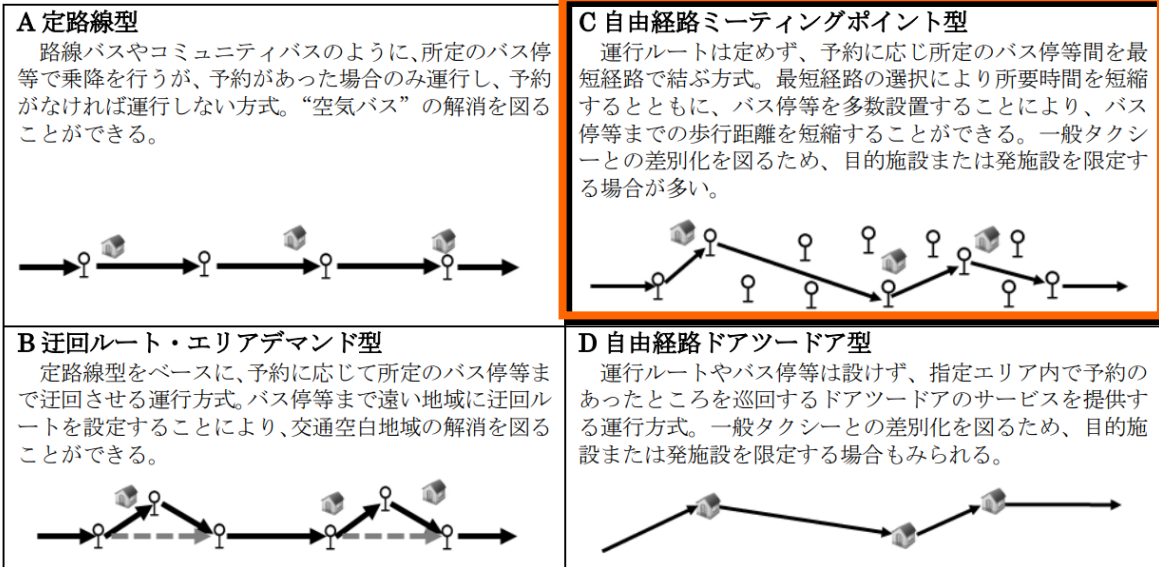 A 定路線型
　路線バスやコミュニティバスのように、所定のバス停
等で乗降を行うが、予約があった場合のみ運行し、予約
がなければ運行しない方式。“空気バス”の解消を図る
ことができる。
C 自由経路ミーティングポイント型
　運行ルートは定めず、予約に応じ所定のバス停等間を最
短経路で結ぶ方式。最短経路の選択により所要時間を短縮
するとともに、バス停等を多数設置することにより、バス
停等までの歩行距離を短縮することができる。一般タクシ
ーとの差別化を図るため、目的施設または発施設を限定す
る場合が多い。
B 迂回ルート・エリアデマンド型
　定路線型をベースに、予約に応じて所定のバス停等ま
で迂回させる運行方式。バス停等まで遠い地域に迂回ル
ートを設定することにより、交通空白地域の解消を図る
ことができる。
D 自由経路ドアツードア型
　運行ルートやバス停等は設けず、指定エリア内で予約の
あったところを巡回するドアツードアのサービスを提供す
る運行方式。一般タクシーとの差別化を図るため、目的施
設または発施設を限定する場合もみられる。